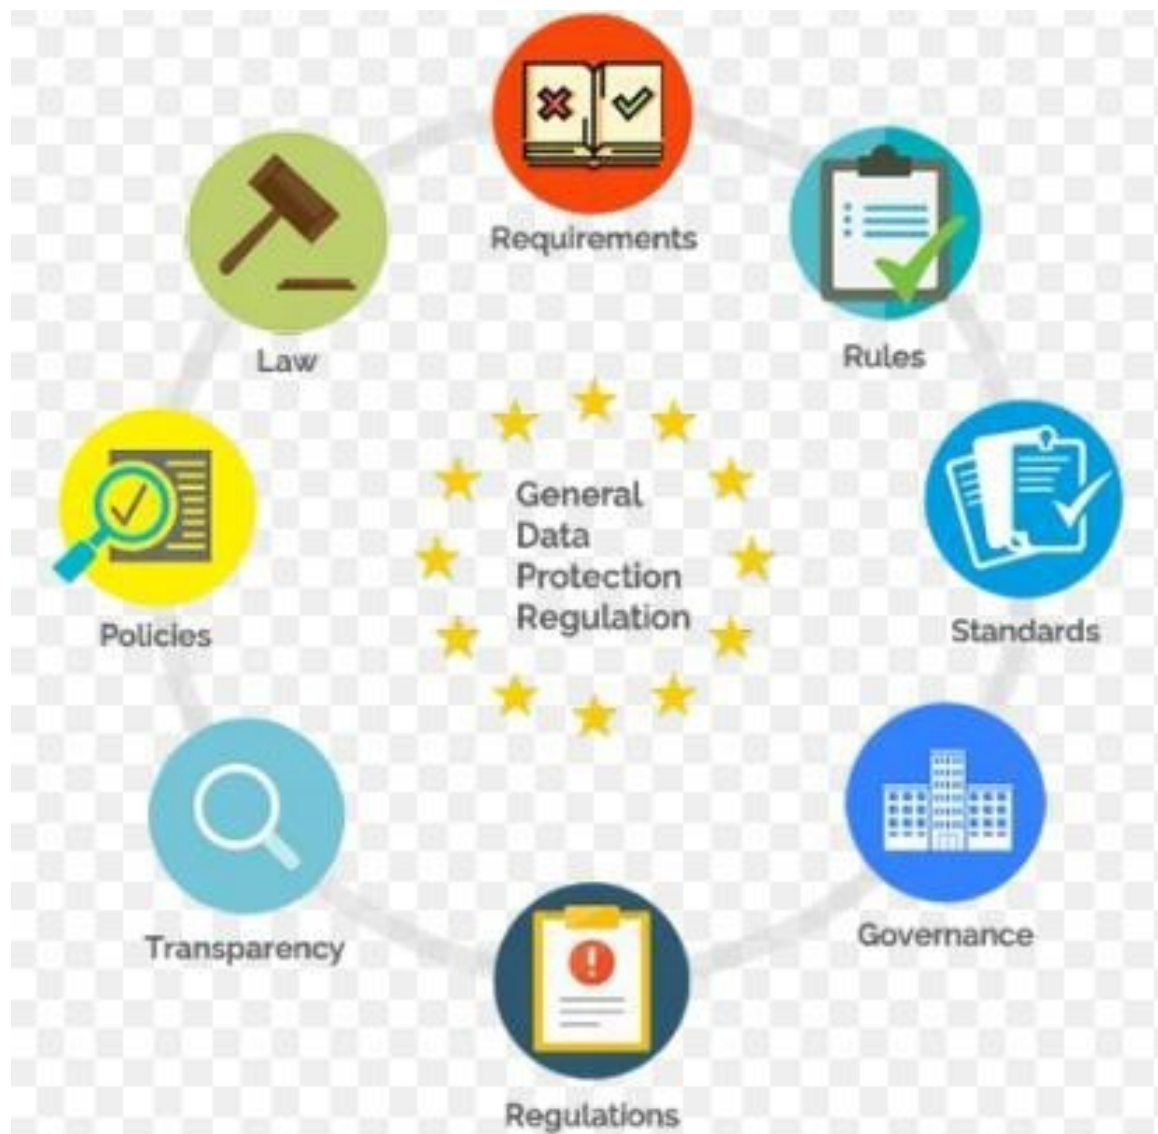 Requirements
Rules
Law
General
Data
Protection
Regulation
Standards
Policies
Governance
Transparency
Regulations